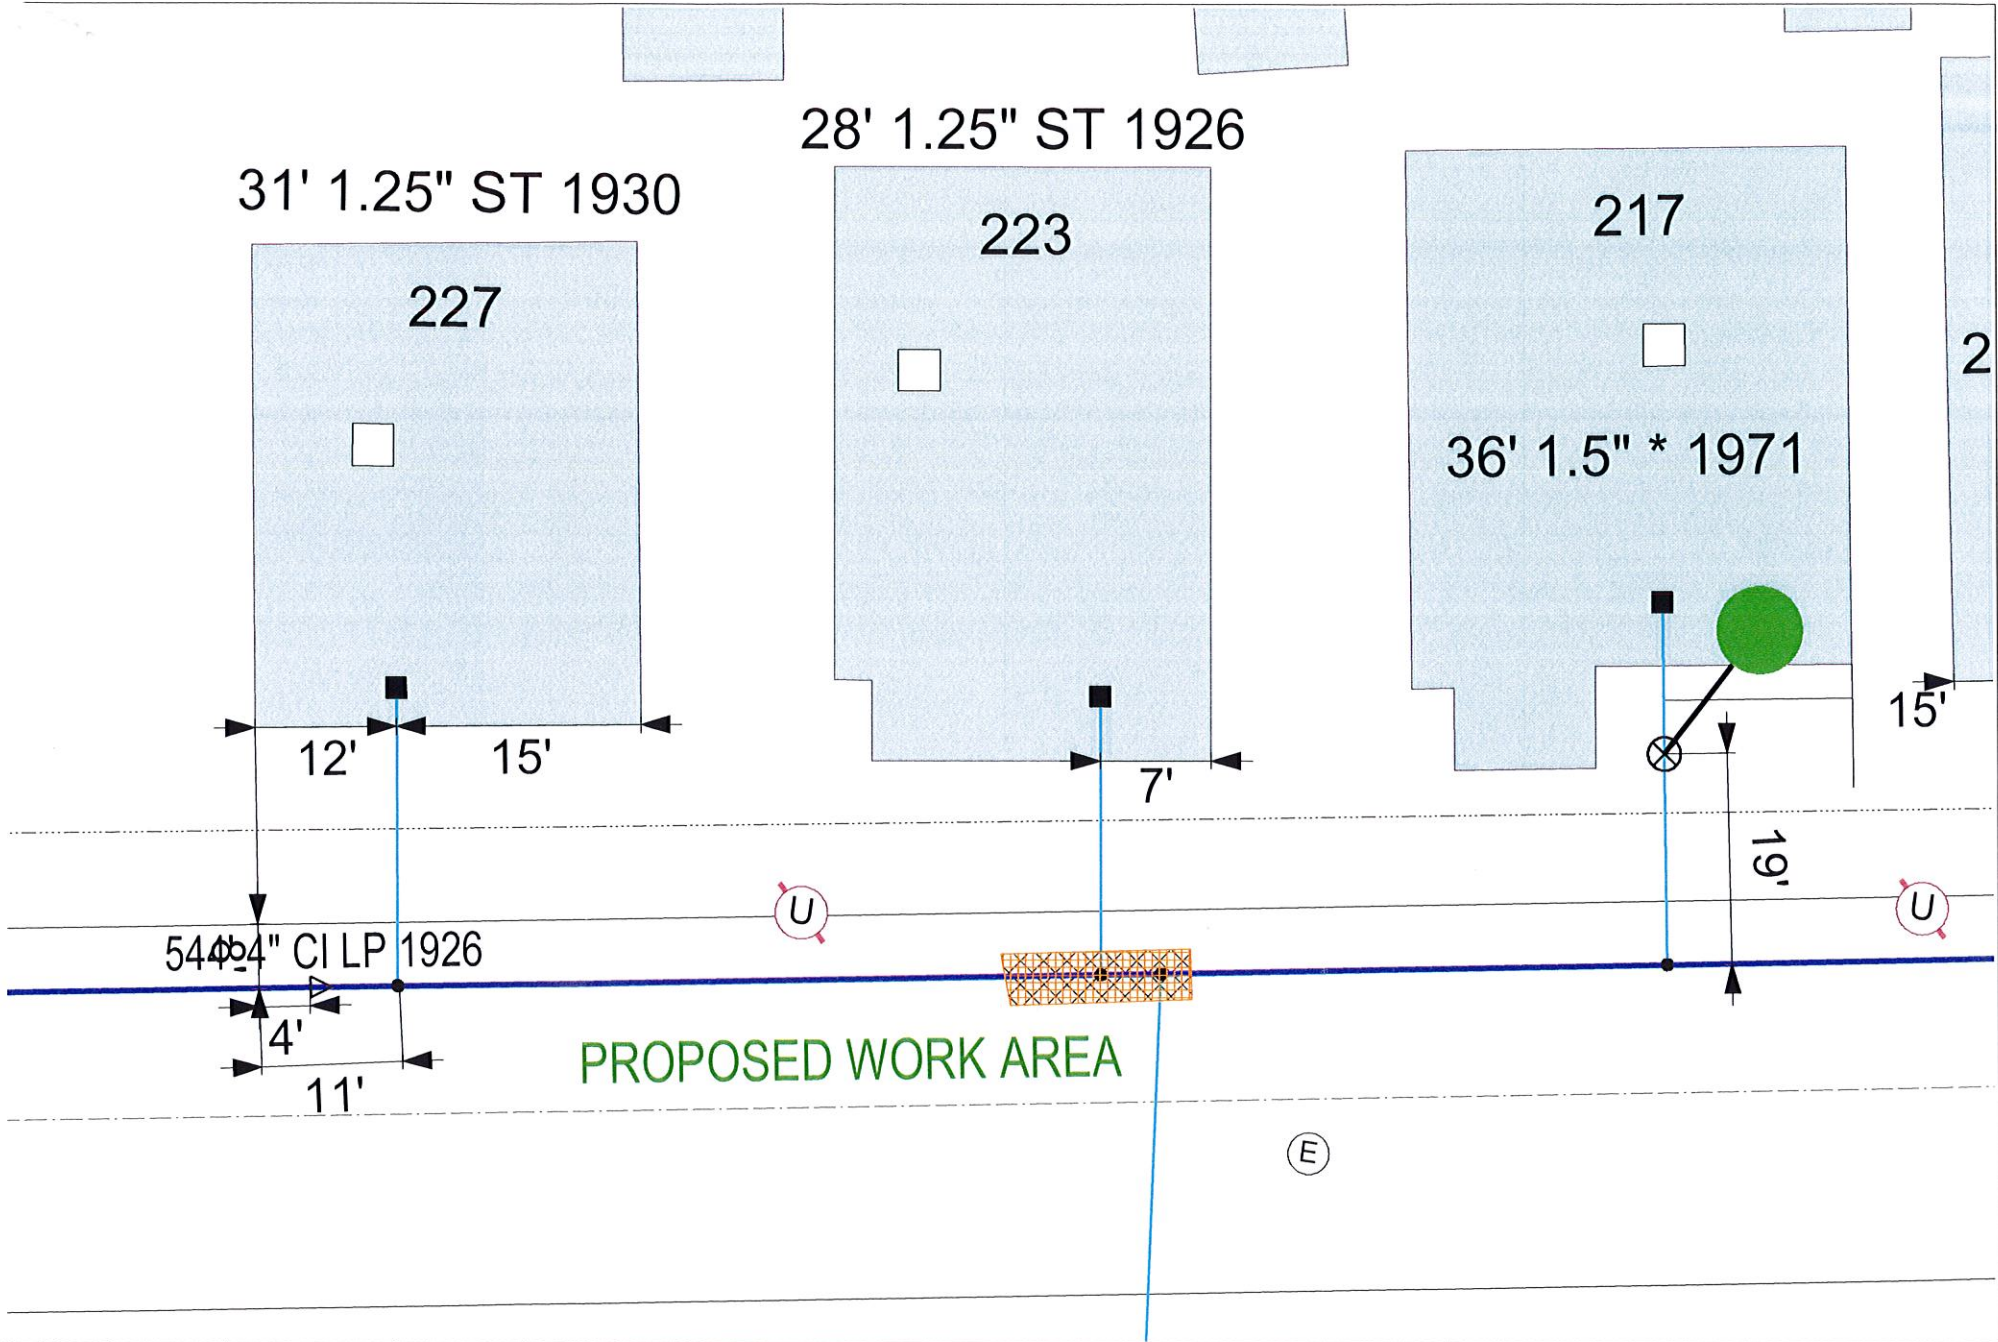 28' 1.25" ST 1926
31' 1.25" ST 1930
217
223
227
2
36' 1.5" * 1971
15'
12'
15'
7'
19'
U
U
544' 4" CI LP 1926
4'
PROPOSED WORK AREA
11'
E